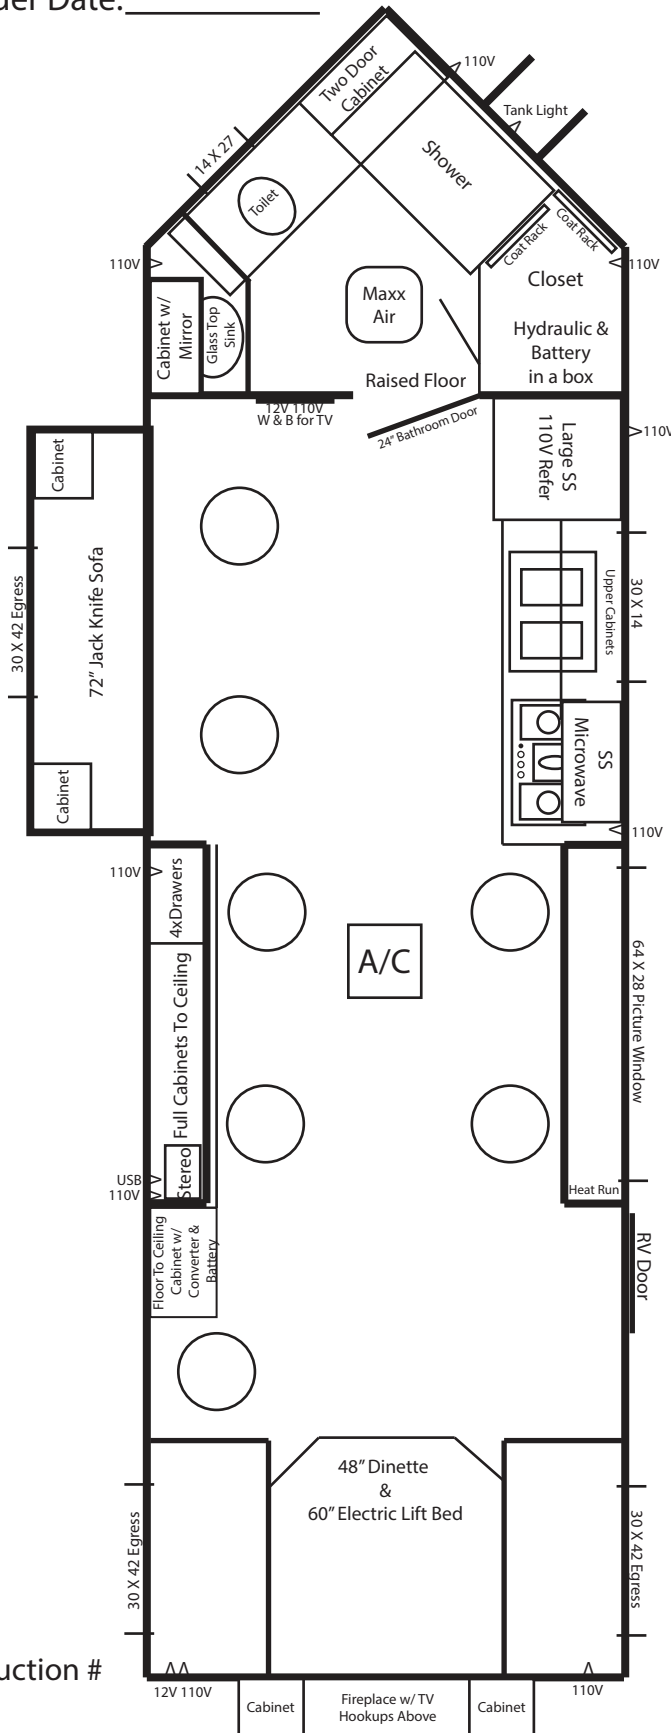 der Date:
Two Door
Cabinet
110V
Tank Light
14 X 27
Toilet
Shower
Coat Rack
Coat Rack
110V
110V
Closet
Hydraulic &
Battery
in a box
Maxx
Air
Cabinet w/
Mirror
Glass Top
Sink
Raised Floor
12V 110V
W & B for TV
24" Bathroom Door
Large SS
110V Refer
110V
Cabinet
30 X 42 Egress
72" Jack Knife Sofa
Cabinet
Upper Cabinets
30 X 14
SS
Microwave
110V
110V
4xDrawers
A/C
64 X 28 Picture Window
Full Cabinets To Ceiling
Stereo
USB
110V
Heat Run
Floor To Ceiling
Cabinet w/
Converter &
Battery
RV Door
48" Dinette
&
60" Electric Lift Bed
30 X 42 Egress
30 X 42 Egress
uction #
12V 110V
110V
Cabinet
Fireplace w/ TV
Hookups Above
Cabinet